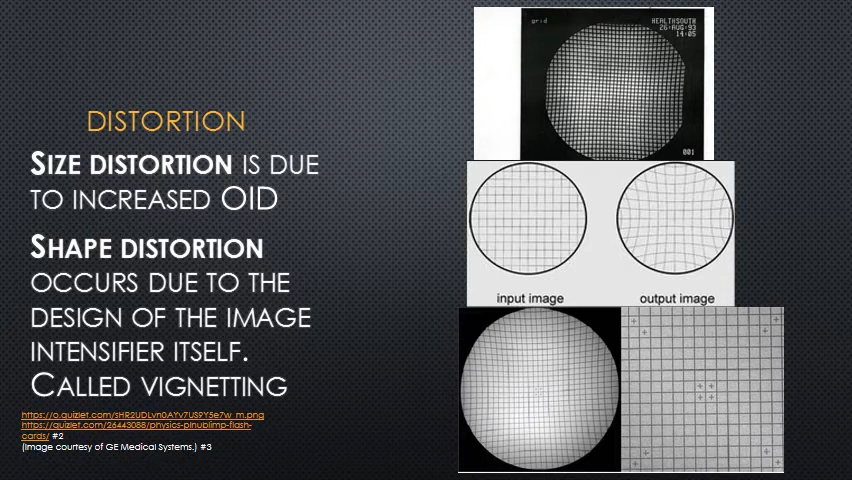 DISTORTION
SIZE DISTORTION IS DUE
TO INCREASED OID
SHAPE DISTORTION
OCCURS DUE TO THE
DESIGN OF THE IMAGE
INTENSIFIER ITSELF.
CALLED VIGNETTING
https://o.quizlet.com/sHR2UDLvn0AYv7US9Y5e7w_m.png
https://quizlet.com/26443088/physics-pinublimp-flash-
cards/ #2
(Image courtesy of GE Medical Systems.) #3
grid
HEALTHSOUTH
26-AUG-93
14:05
001
input image
output image